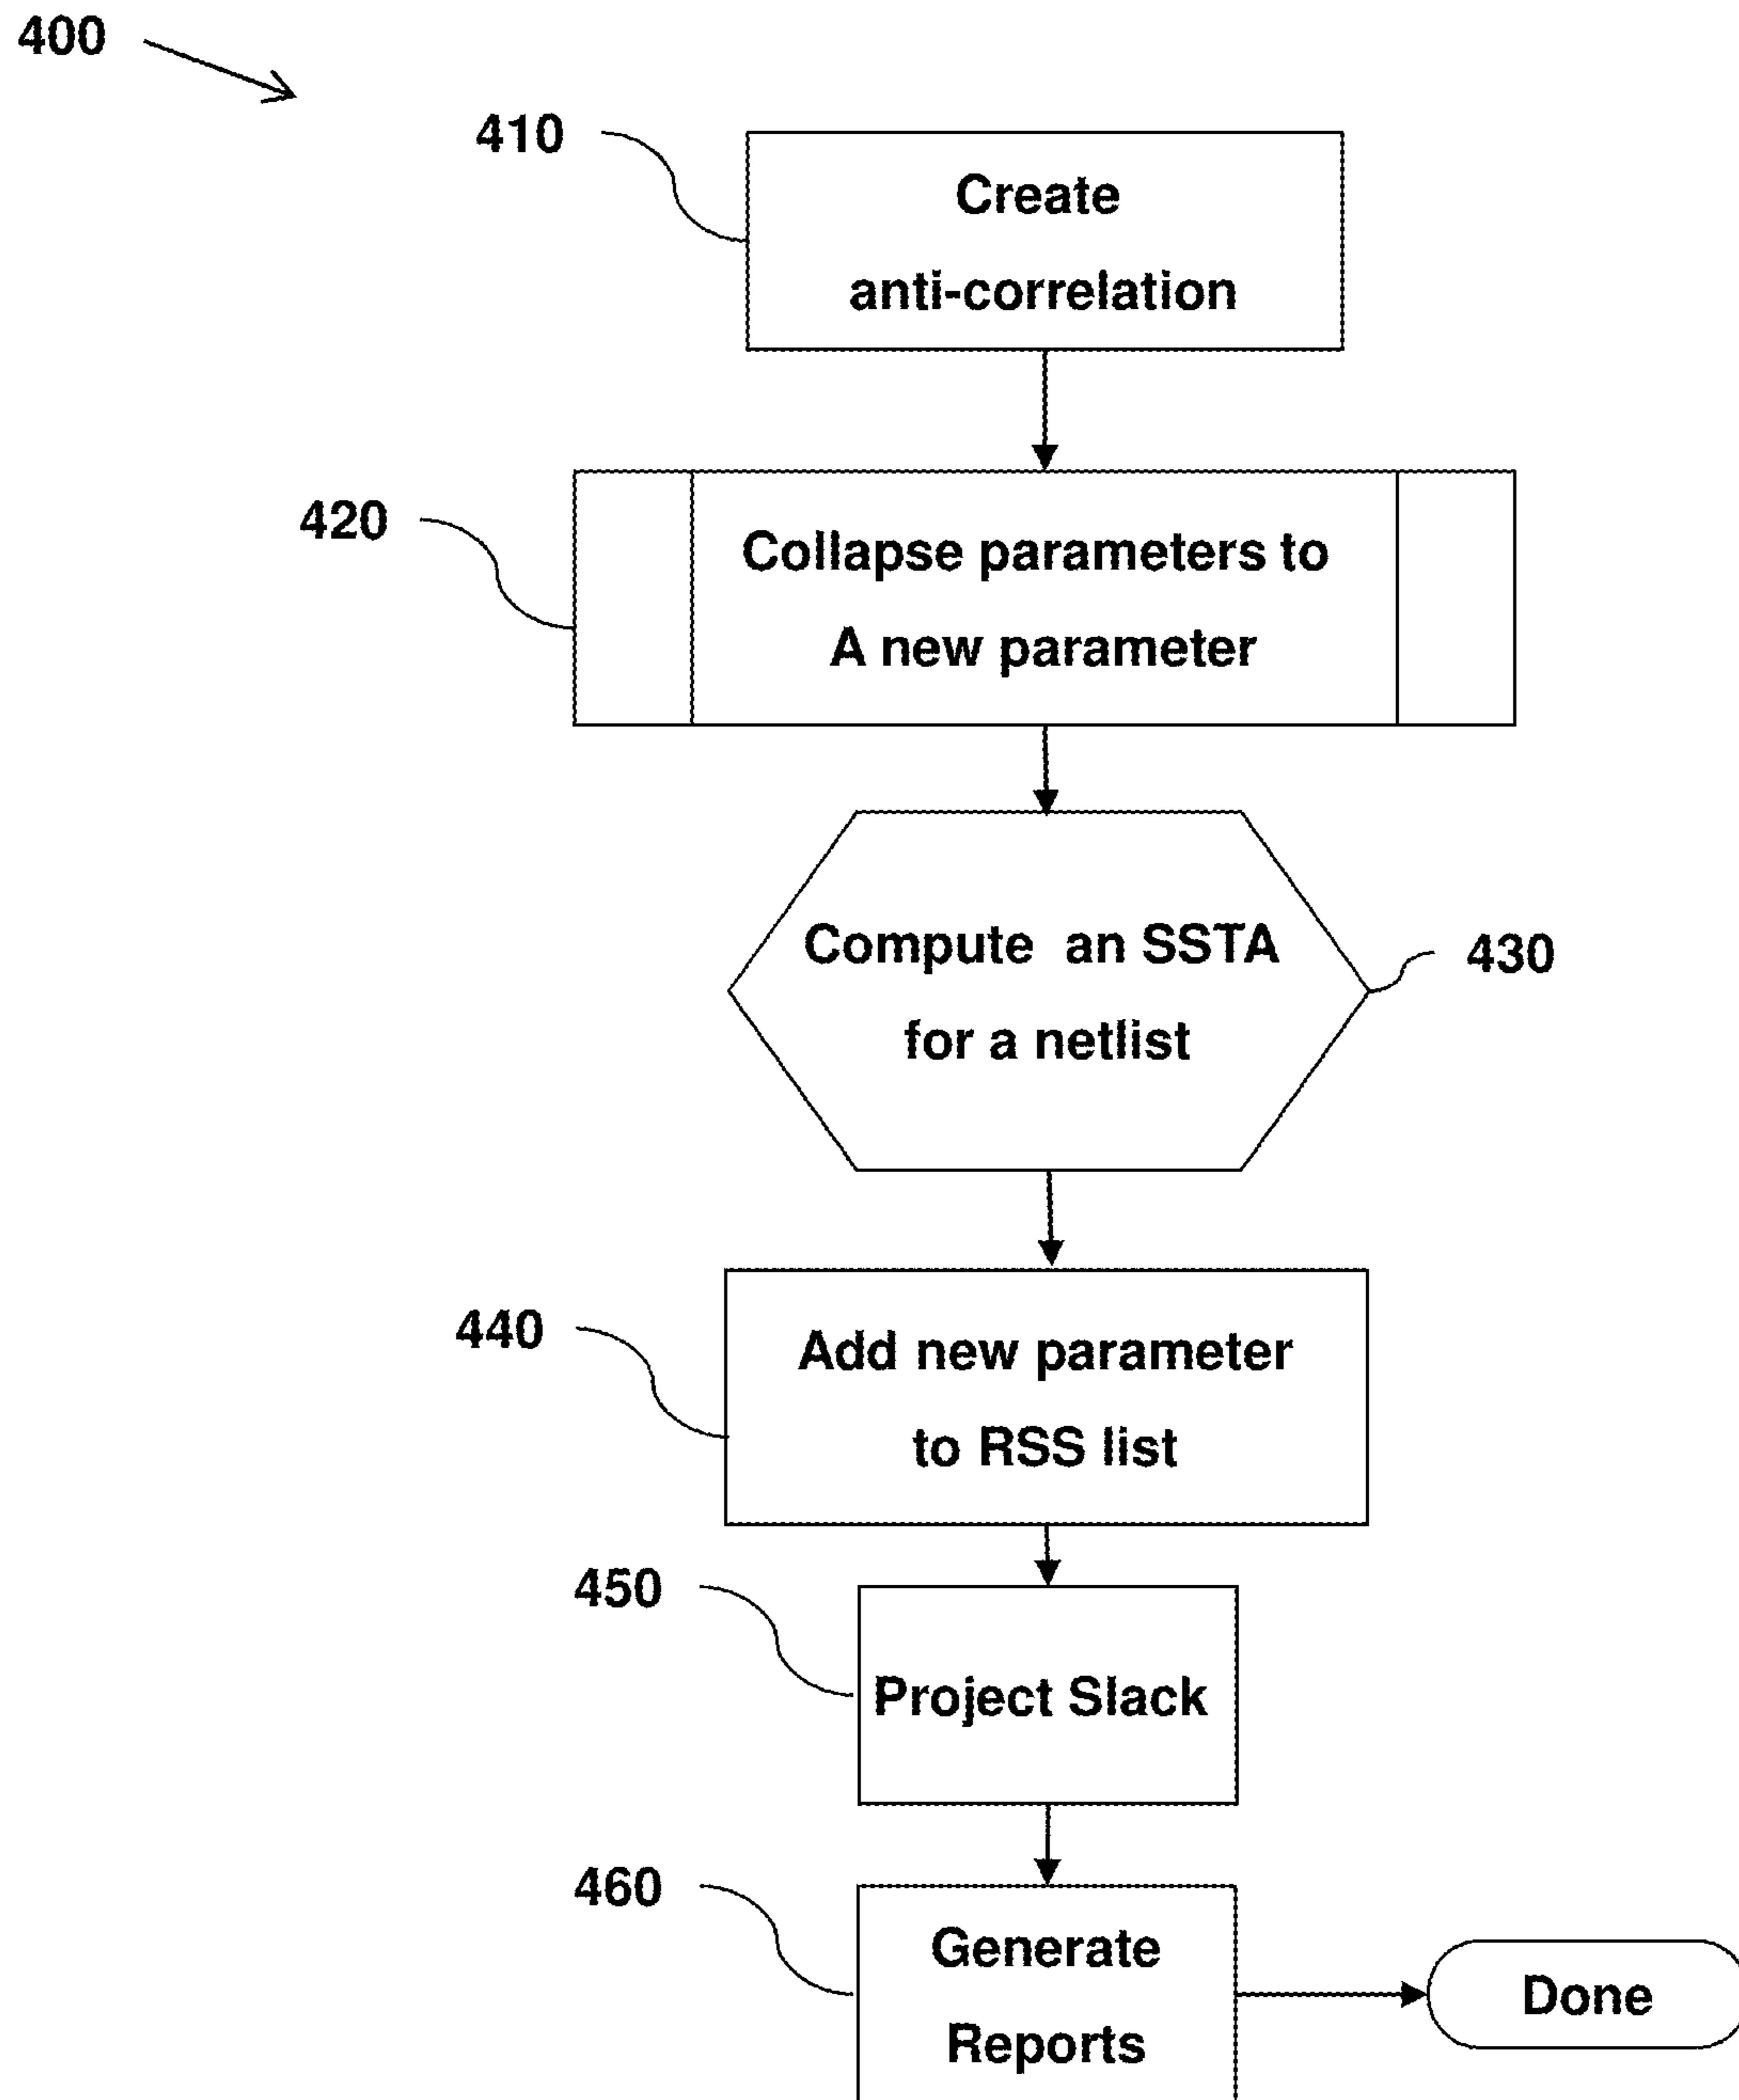 400
410
Create
anti-correlation
420
Collapse parameters to
A new parameter
Compute an SSTA
for a netlist
430
440
Add new parameter
to RSS list
450
Project Slack
460
Generate
Reports
Done